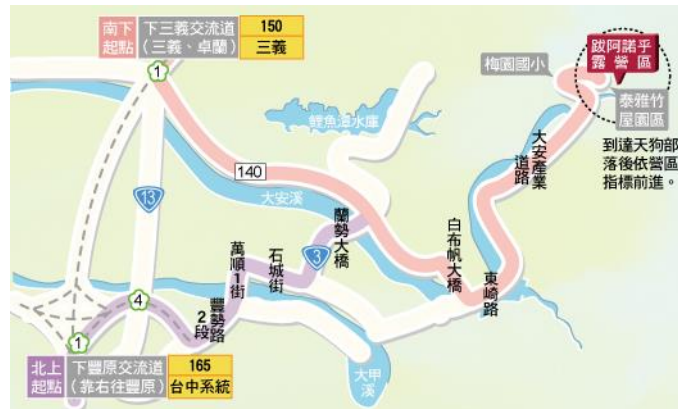 南下
起點
下三義交流道
(三義、卓蘭)
150
三義
1
梅園國小
跋阿諾乎
露營區
泰雅竹
屋園區
到達天狗部
落後依營區
指標前進。
鯉魚潭水庫
大安產業
道路
140
13
大安溪
蘭勢大橋
3
石城街
萬順1街
白布帆大橋
東崎路
4
豐勢路
2段
1
北上
起點
下豐原交流道
(靠右往豐原)
165
台中系統
大甲
溪